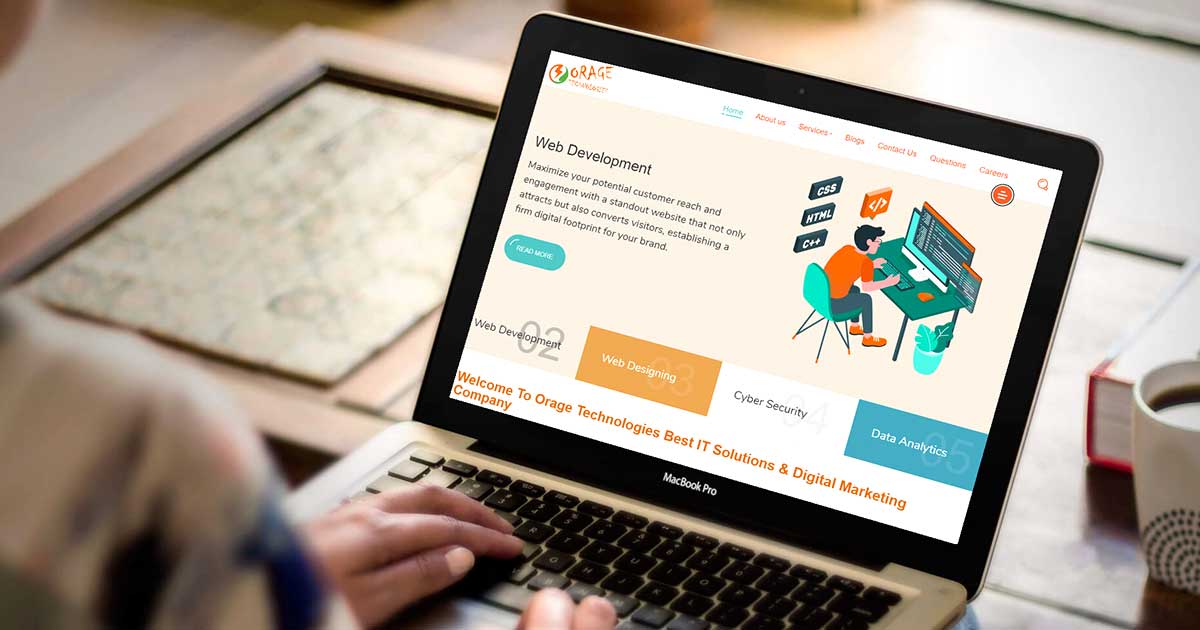 ORAGE
TECHNOLOGIES
Home
About us
Services
Blogs
Contact Us
Questions
Careers
Web Development
Maximize your potential customer reach and
engagement with a standout website that not only
attracts but also converts visitors, establishing a
firm digital footprint for your brand.
READ MORE
CSS
HTML
</>
C++
02
Web Development
03
Web Designing
04
Cyber Security
05
Data Analytics
Welcome To Orage Technologies Best IT Solutions & Digital Marketing
Company
MacBook Pro